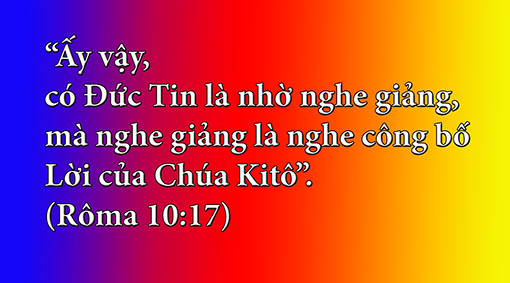 “Ấy vậy,
có Đức Tin là nhờ nghe giảng,
mà nghe giảng là nghe công bố
Lời của Chúa Kitô”.
(Rôma 10:17)